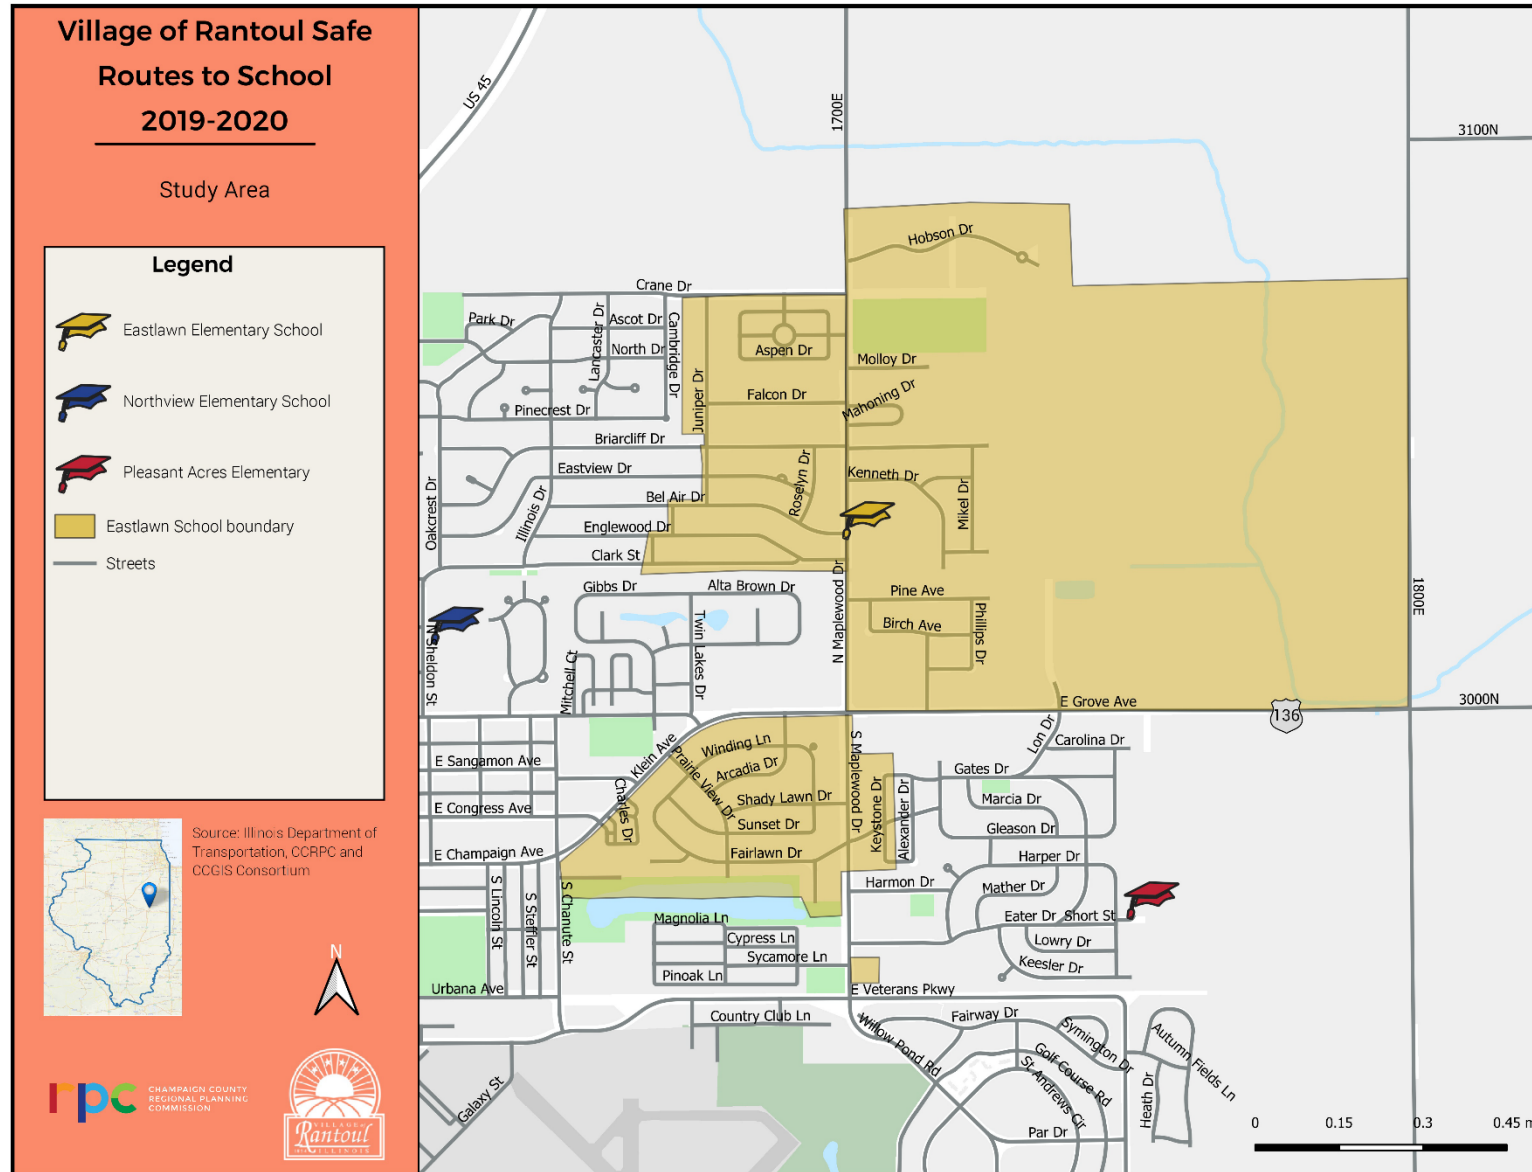 Village of Rantoul Safe
Routes to School
2019-2020
Study Area
Legend
Eastlawn Elementary School
Northview Elementary School
Pleasant Acres Elementary
Eastlawn School boundary
Streets
Source: Illinois Department of
Transportation, CCRPC and
CCGIS Consortium
N
rpc
CHAMPAIGN COUNTY
REGIONAL PLANNING
COMMISSION
VILLAGE of
Rantoul
ILLINOIS
US 45
1700E
3100N
Hobson Dr
Crane Dr
Park Dr
Lancaster Dr
Ascot Dr
Cambridge Dr
North Dr
Aspen Dr
Molloy Dr
Juniper Dr
Falcon Dr
Mahoning Dr
Pinecrest Dr
Briarcliff Dr
Eastview Dr
Roselyn Dr
Kenneth Dr
Oakcrest Dr
Illinois Dr
Bel Air Dr
Mikel Dr
Englewood Dr
Clark St
Gibbs Dr
Alta Brown Dr
N Maplewood Dr
Pine Ave
1800E
Birch Ave
Phillips Dr
N Sheldon St
Twin Lakes Dr
Mitchell Ct
E Grove Ave
3000N
136
Klein Ave
Winding Ln
S Maplewood Dr
Lon Dr
Carolina Dr
E Sangamon Ave
Prairie View Dr
Arcadia Dr
Gates Dr
Charles Dr
Shady Lawn Dr
Keystone Dr
Alexander Dr
Marcia Dr
E Congress Ave
Sunset Dr
Gleason Dr
E Champaign Ave
Fairlawn Dr
Harper Dr
S Lincoln St
S Steffler St
S Chanute St
Harmon Dr
Mather Dr
Magnolia Ln
Eater Dr
Short St
Cypress Ln
Lowry Dr
Sycamore Ln
Keesler Dr
Pinoak Ln
Urbana Ave
E Veterans Pkwy
Country Club Ln
Willow Pond Rd
Fairway Dr
Symington Dr
Autumn Fields Ln
Golf Course Rd
St Andrews Cir
Heath Dr
Galaxy St
Par Dr
0 0.15 0.3 0.45 m